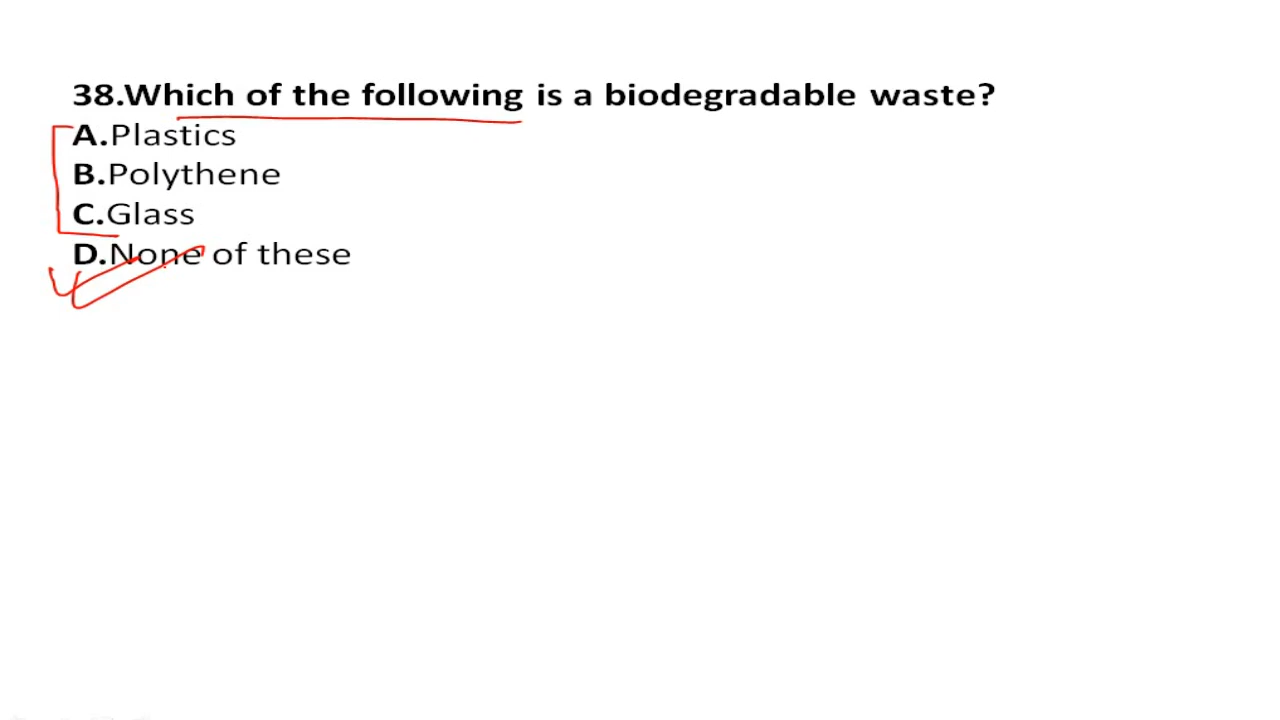 38.Which of the following is a biodegradable waste?
A.Plastics
B.Polythene
C.Glass
D.None of these